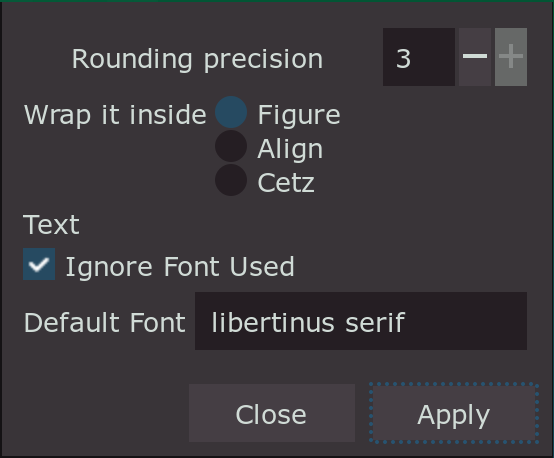 Rounding precision 3
Wrap it inside Figure
Align
Cetz
Text
Ignore Font Used
Default Font libertinus serif
Close Apply